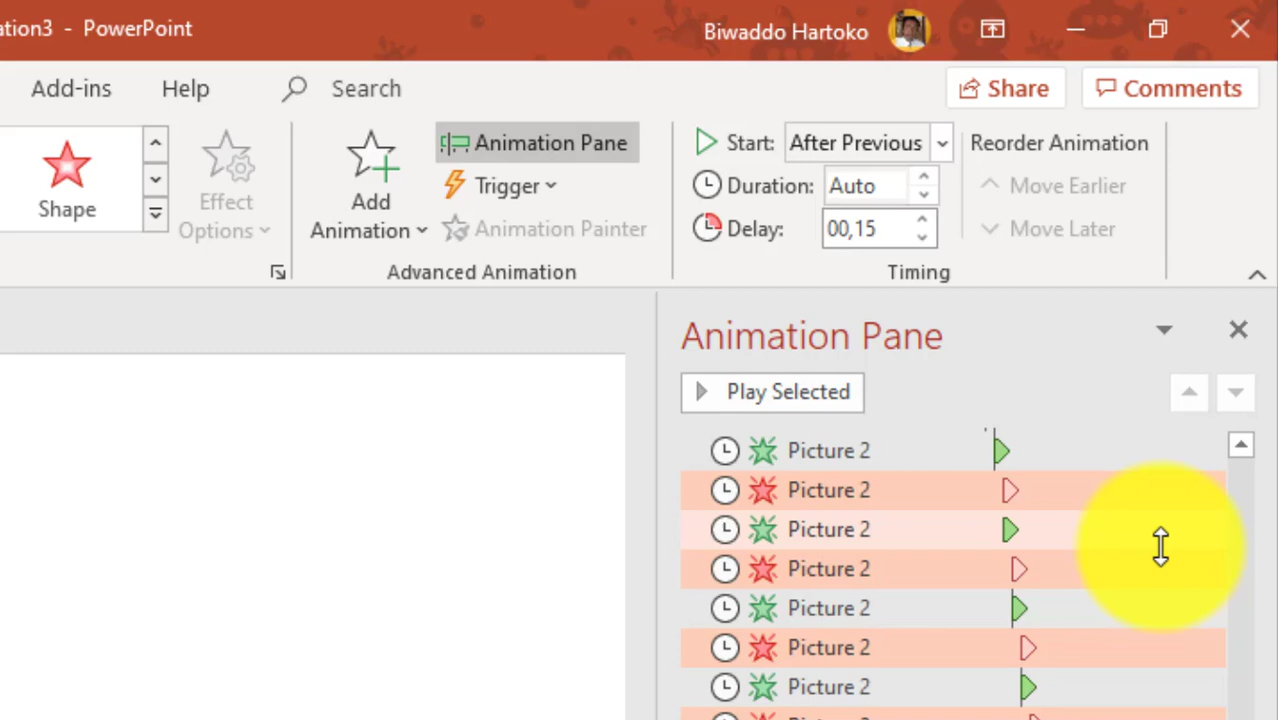 ation3 - PowerPoint
Biwaddo Hartoko
Add-ins
Help
Search
Share
Comments
Shape
Effect
Options
Add
Animation
Animation Pane
Trigger
Animation Painter
Advanced Animation
Start: After Previous
Duration: Auto
Delay: 00,15
Reorder Animation
Move Earlier
Move Later
Timing
Animation Pane
Play Selected
Picture 2
Picture 2
Picture 2
Picture 2
Picture 2
Picture 2
Picture 2